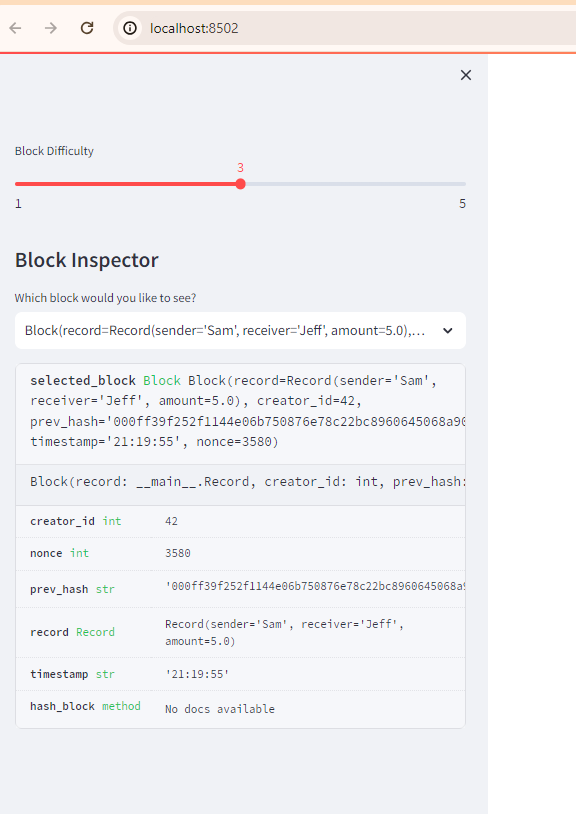 localhost:8502
Block Difficulty
3
1
5
Block Inspector
Which block would you like to see?
Block(record=Record(sender='Sam', receiver='Jeff', amount=5.0),...
selected_block Block Block(record=Record(sender='Sam',
receiver='Jeff', amount=5.0), creator_id=42,
prev_hash='000ff39f252f1144e06b750876e78c22bc8960645068a90
timestamp='21:19:55', nonce=3580)
Block(record: __main__.Record, creator_id: int, prev_hash:
creator_id int 42
nonce int 3580
prev_hash str '000ff39f252f1144e06b750876e78c22bc8960645068a9
record Record Record(sender='Sam', receiver='Jeff',
amount=5.0)
timestamp str '21:19:55'
hash_block method No docs available